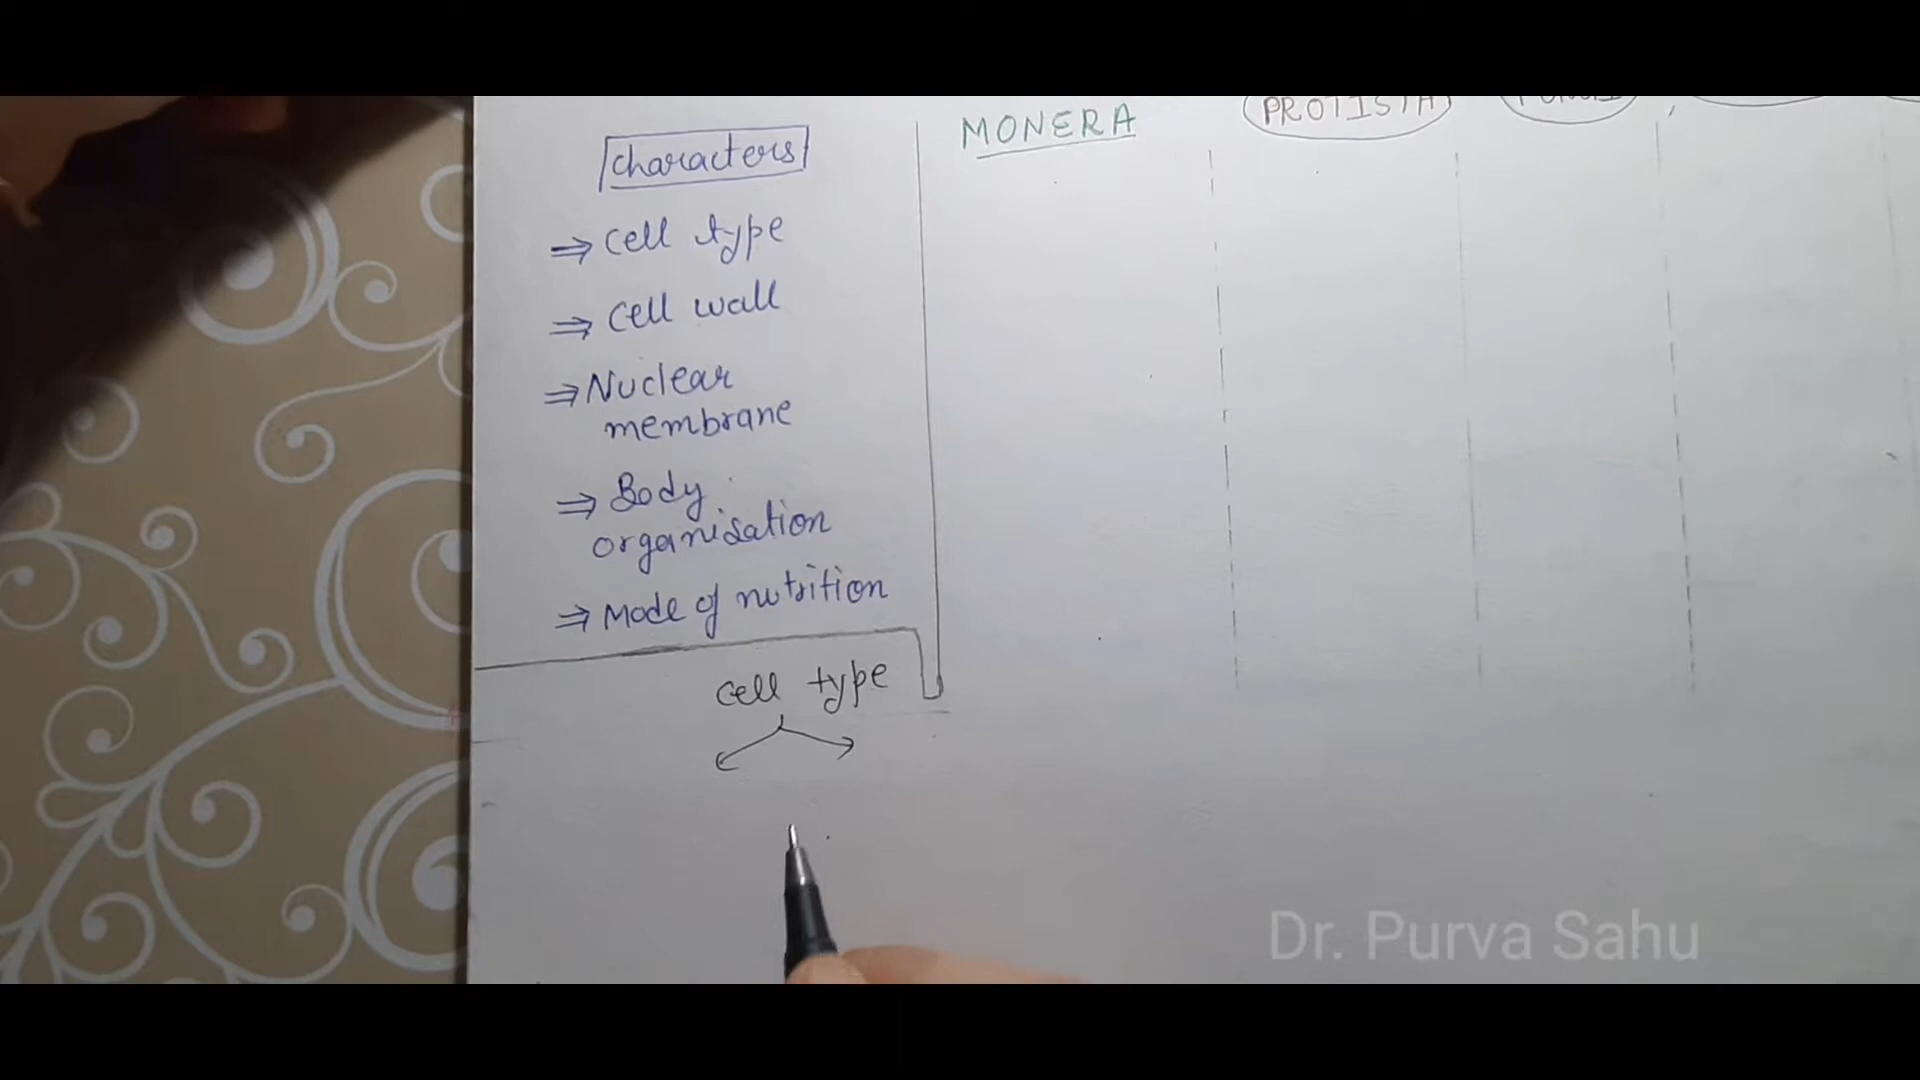 MONERA
PROTISTA
FUNGI
Characters
⇒ Cell type
⇒ Cell wall
⇒ Nuclear
membrane
⇒ Body
organisation
⇒ Mode of nutrition
Cell type
Dr. Purva Sahu